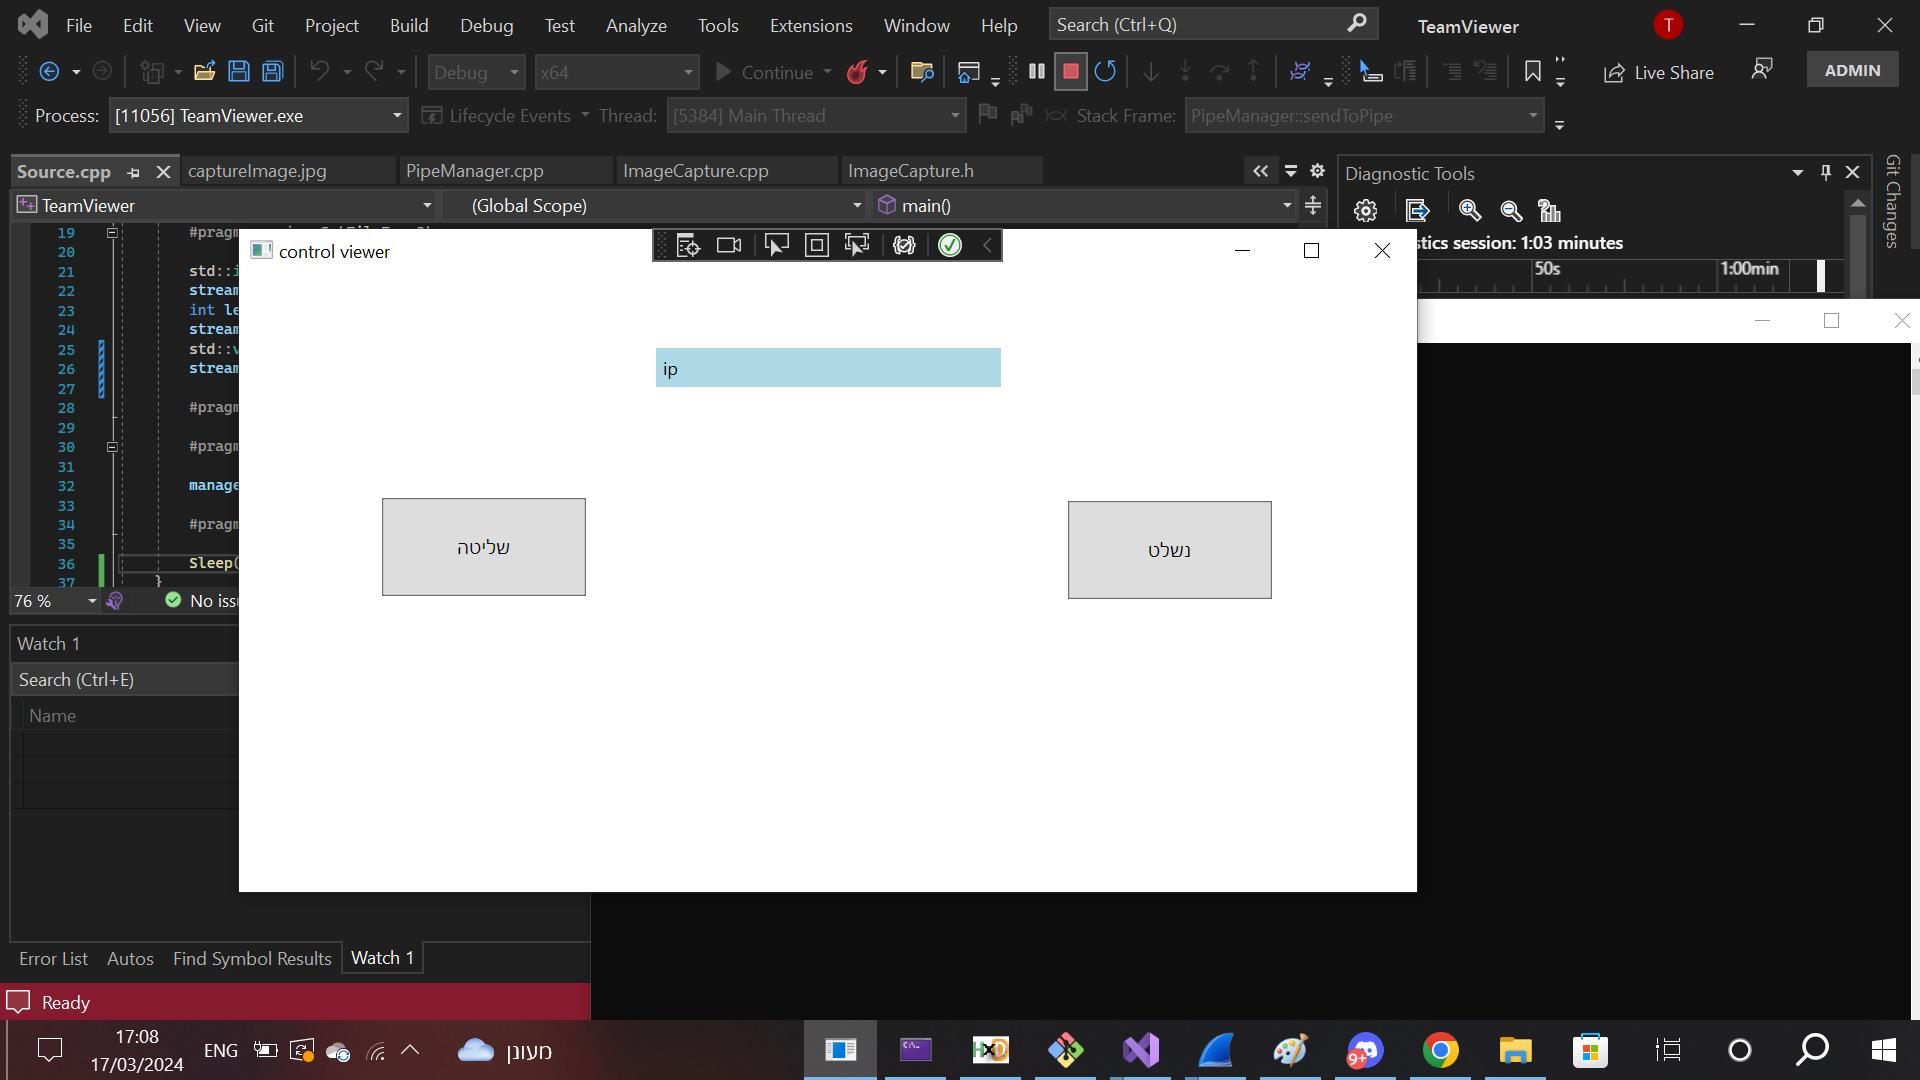 File Edit View Git Project Build Debug Test Analyze Tools Extensions Window Help Search (Ctrl+Q) TeamViewer T
Debug x64 Continue Live Share ADMIN
Process: [11056] TeamViewer.exe Lifecycle Events Thread: [5384] Main Thread Stack Frame: PipeManager::sendToPipe
Source.cpp captureImage.jpg PipeManager.cpp ImageCapture.cpp ImageCapture.h
TeamViewer (Global Scope) main()
Diagnostic Tools
Git Changes
stics session: 1:03 minutes
50s 1:00min
19 #pragm
20
21 std::i
22 stream
23 int le
24 stream
25 std::v
26 stream
27
28 #pragm
29
30 #pragm
31
32 manage
33
34 #pragm
35
36 Sleep(
37 }
76 % No issu
control viewer
ip
שליטה
נשלט
Watch 1
Search (Ctrl+E)
Name
Error List Autos Find Symbol Results Watch 1
Ready
17:08
17/03/2024
ENG
מעונן
9+